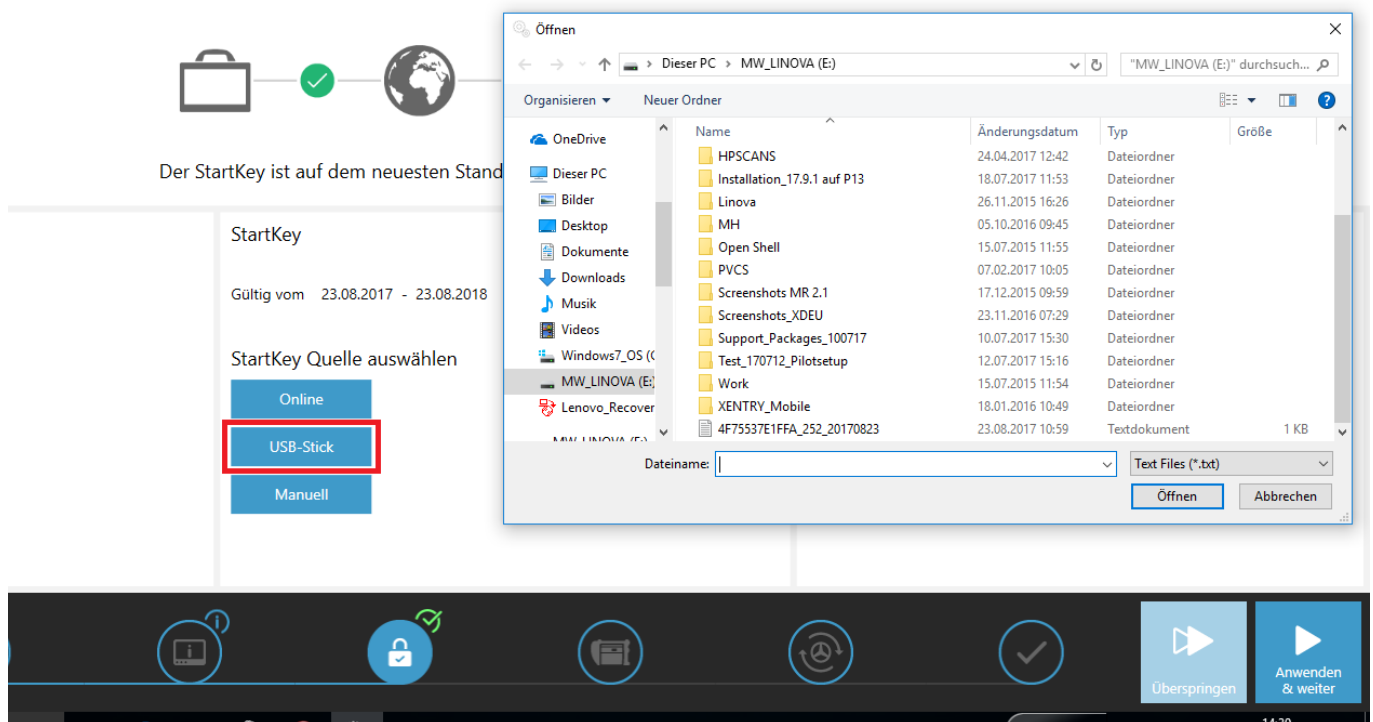 Öffnen
Dieser PC > MW_LINOVA (E:)
"MW_LINOVA (E:)" durchsuch...
Organisieren
Neuer Ordner
OneDrive
Dieser PC
Bilder
Desktop
Dokumente
Downloads
Musik
Videos
Windows7_OS (C
MW_LINOVA (E:)
Lenovo_Recover
MW_LINOVA (E:)
Name Änderungsdatum Typ Größe
HPSCANS 24.04.2017 12:42 Dateiordner
Installation_17.9.1 auf P13 18.07.2017 11:53 Dateiordner
Linova 26.11.2015 16:26 Dateiordner
MH 05.10.2016 09:45 Dateiordner
Open Shell 15.07.2015 11:55 Dateiordner
PVCS 07.02.2017 10:05 Dateiordner
Screenshots MR 2.1 17.12.2015 09:59 Dateiordner
Screenshots_XDEU 23.11.2016 07:29 Dateiordner
Support_Packages_100717 10.07.2017 15:30 Dateiordner
Test_170712_Pilotsetup 12.07.2017 15:16 Dateiordner
Work 15.07.2015 11:54 Dateiordner
XENTRY_Mobile 18.01.2016 10:49 Dateiordner
4F75537E1FFA_252_20170823 23.08.2017 10:59 Textdokument 1 KB
Dateiname:
Text Files (*.txt)
Öffnen
Abbrechen
Der StartKey ist auf dem neuesten Stand
StartKey
Gültig vom 23.08.2017 - 23.08.2018
StartKey Quelle auswählen
Online
USB-Stick
Manuell
Überspringen
Anwenden
& weiter